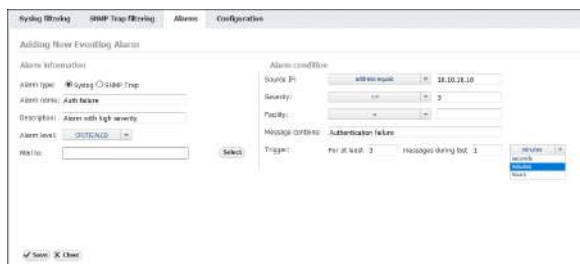 Syslog filtering SNMP Trap filtering Alarms Configuration
Adding New Eventlog Alarm
Alarm information
Alarm type: Syslog SNMP Trap
Alarm name: Auth failure
Description: Alarm with high severity
Alarm level:
Mail to: Select
Alarm condition
Source IP: address equals 10.10.10.10
Severity: 3
Facility: =
Message contains: Authentication failure
Trigger: For at least 3 messages during last 1 minutes
seconds
minutes
hours
Save Close